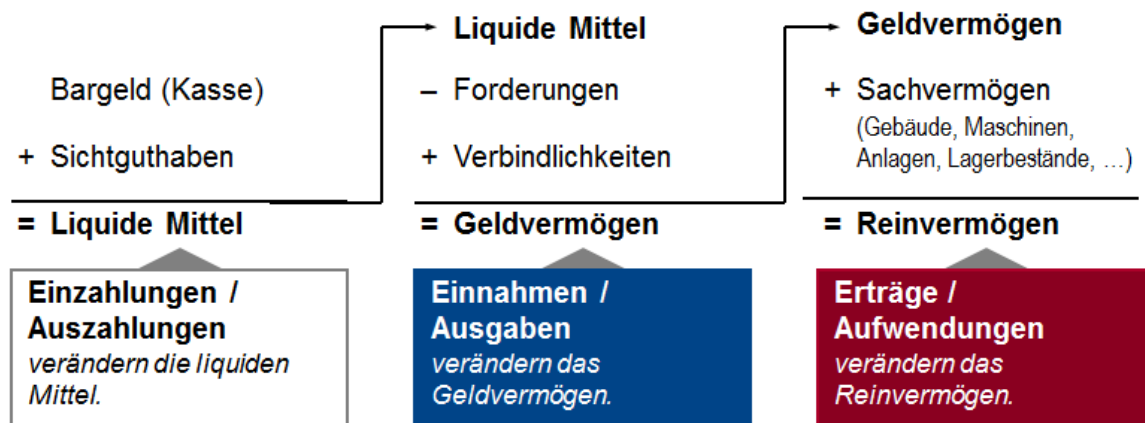 Bargeld (Kasse)
+ Sichtguthaben
= Liquide Mittel
Einzahlungen /
Auszahlungen
verändern die liquiden
Mittel.
Liquide Mittel
– Forderungen
+ Verbindlichkeiten
= Geldvermögen
Einnahmen /
Ausgaben
verändern das
Geldvermögen.
Geldvermögen
+ Sachvermögen
(Gebäude, Maschinen,
Anlagen, Lagerbestände, …)
= Reinvermögen
Erträge /
Aufwendungen
verändern das
Reinvermögen.